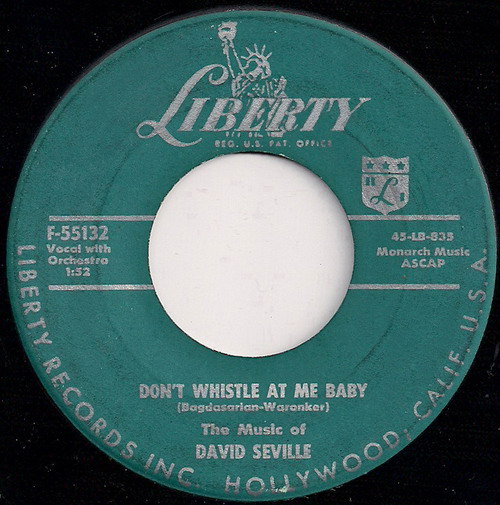 LIBERTY
REG. U.S. PAT. OFFICE
"L"
F-55132
Vocal with
Orchestra
1:52
45-LB-835
Monarch Music
ASCAP
DON'T WHISTLE AT ME BABY
(Bagdasarian-Waronker)
The Music of
DAVID SEVILLE
LIBERTY RECORDS INC. HOLLYWOOD, CALIF. U.S.A.